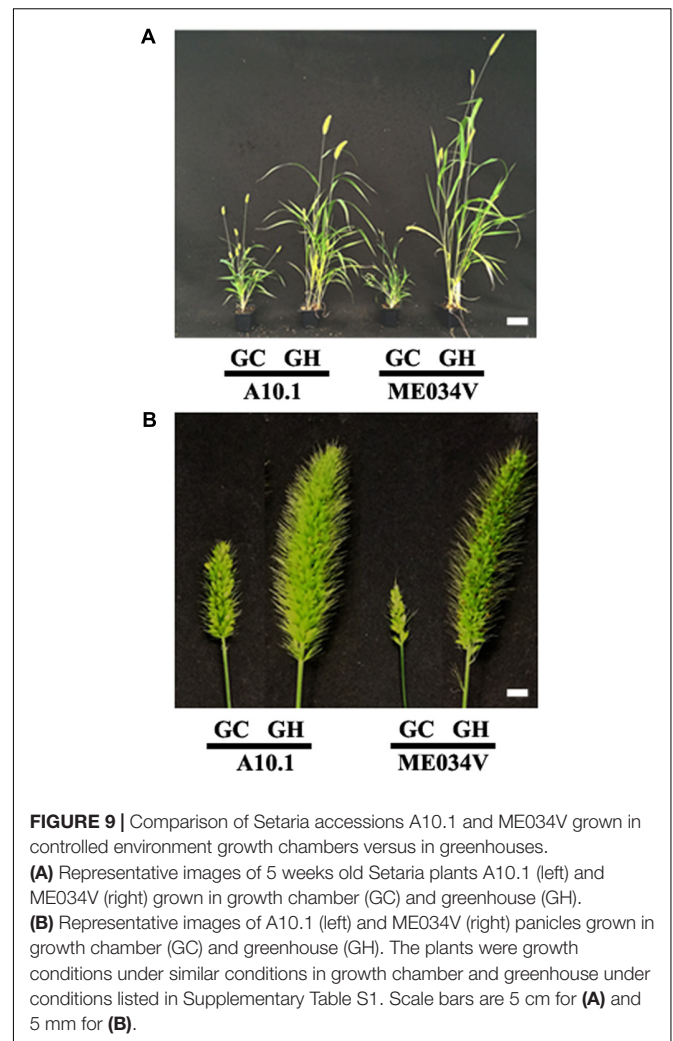 A
GC GH GC GH
A10.1 ME034V
B
GC GH GC GH
A10.1 ME034V
FIGURE 9 | Comparison of Setaria accessions A10.1 and ME034V grown in
controlled environment growth chambers versus in greenhouses.
(A) Representative images of 5 weeks old Setaria plants A10.1 (left) and
ME034V (right) grown in growth chamber (GC) and greenhouse (GH).
(B) Representative images of A10.1 (left) and ME034V (right) panicles grown in
growth chamber (GC) and greenhouse (GH). The plants were growth
conditions under similar conditions in growth chamber and greenhouse under
conditions listed in Supplementary Table S1. Scale bars are 5 cm for (A) and
5 mm for (B).